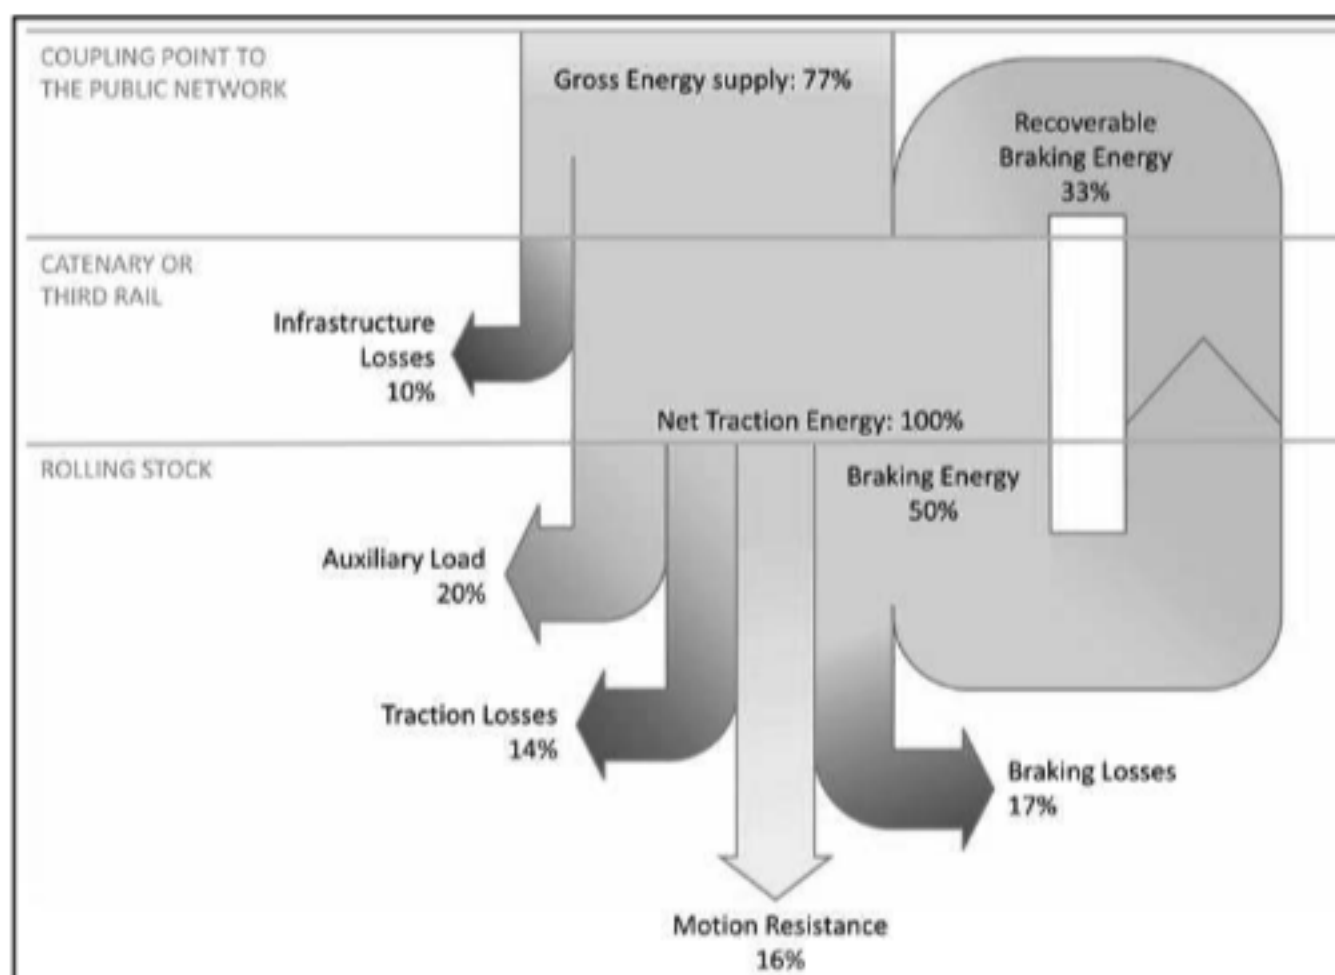 COUPLING POINT TO
THE PUBLIC NETWORK
Gross Energy supply: 77%
Recoverable
Braking Energy
33%
CATENARY OR
THIRD RAIL
Infrastructure
Losses
10%
Net Traction Energy: 100%
ROLLING STOCK
Braking Energy
50%
Auxiliary Load
20%
Traction Losses
14%
Braking Losses
17%
Motion Resistance
16%